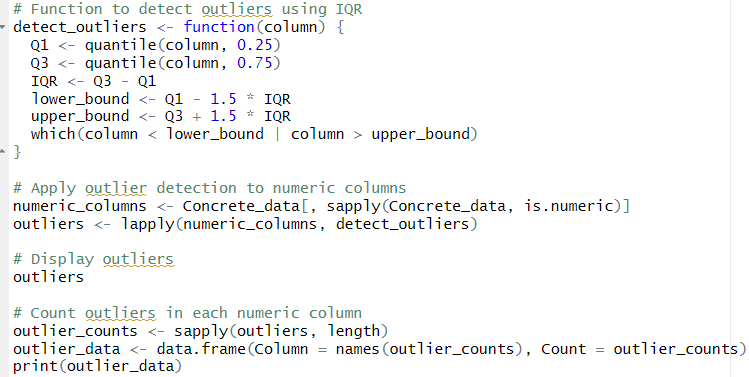 # Function to detect outliers using IQR
detect_outliers <- function(column) {
  Q1 <- quantile(column, 0.25)
  Q3 <- quantile(column, 0.75)
  IQR <- Q3 - Q1
  lower_bound <- Q1 - 1.5 * IQR
  upper_bound <- Q3 + 1.5 * IQR
  which(column < lower_bound | column > upper_bound)
}
# Apply outlier detection to numeric columns
numeric_columns <- Concrete_data[, sapply(Concrete_data, is.numeric)]
outliers <- lapply(numeric_columns, detect_outliers)
# Display outliers
outliers
# Count outliers in each numeric column
outlier_counts <- sapply(outliers, length)
outlier_data <- data.frame(Column = names(outlier_counts), Count = outlier_counts)
print(outlier_data)